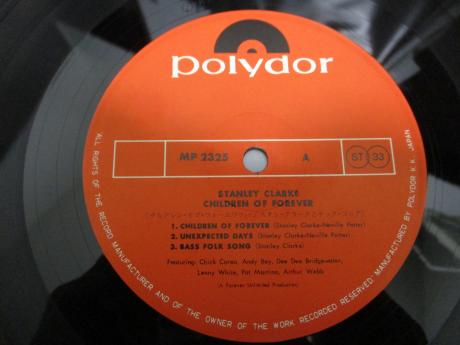 polydor
MP 2325 A ST 33
STANLEY CLARKE
CHILDREN OF FOREVER
1. CHILDREN OF FOREVER (Stanley Clarke-Neville Potter)
2. UNEXPECTED DAYS (Stanley Clarke-Neville Potter)
3. BASS FOLK SONG (Stanley Clarke)
Featuring: Chick Corea, Andy Bey, Dee Dee Bridgewater,
Lenny White, Pat Martino, Arthur Webb
(A Forever Unlimited Production)
ALL RIGHTS OF THE RECORD MANUFACTURER AND OF THE OWNER OF THE WORK RECORDED RESERVED·MANUFACTURED BY POLYDOR K.K. JAPAN